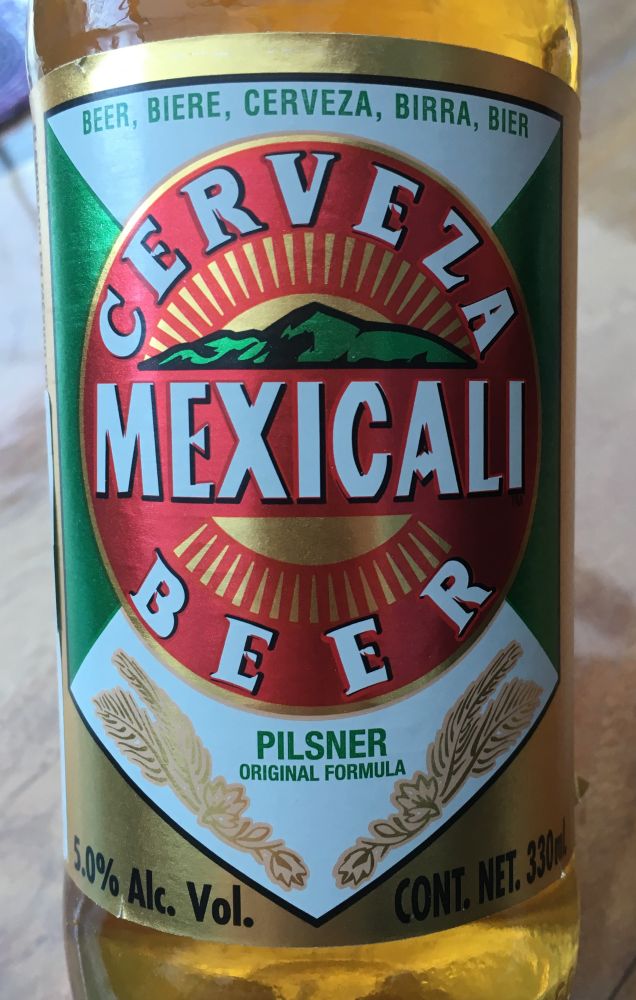 BEER, BIERE, CERVEZA, BIRRA, BIER
CERVEZA
MEXICALI
BEER
PILSNER
ORIGINAL FORMULA
5.0% Alc. Vol.
CONT. NET. 330ml.